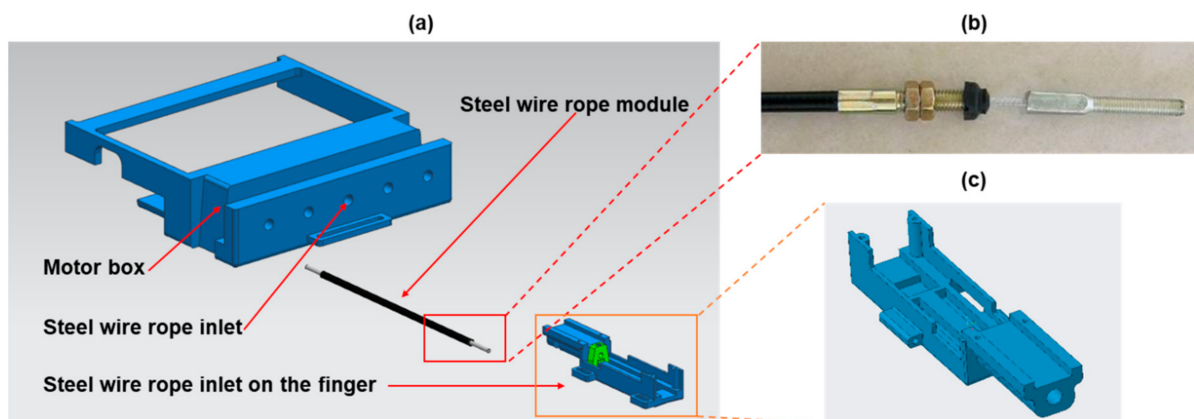 (a)
(b)
Steel wire rope module
(c)
Motor box
Steel wire rope inlet
Steel wire rope inlet on the finger